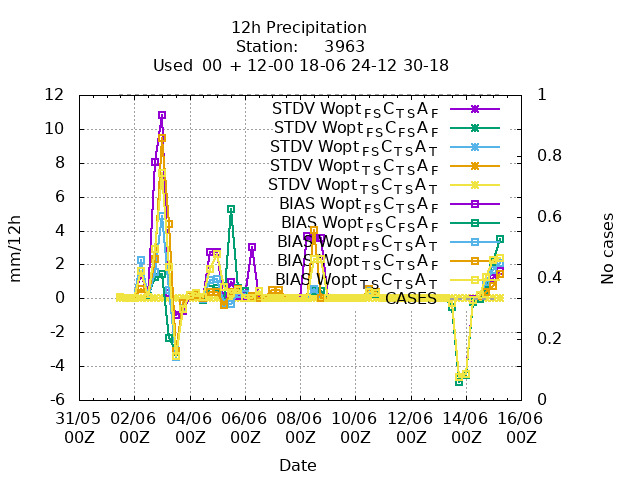 12h Precipitation
Station: 3963
Used 00 + 12-00 18-06 24-12 30-18
12
10
8
6
4
2
0
-2
-4
-6
mm/12h
1
0.8
0.6
0.4
0.2
0
No cases
STDV Wopt FS C TS A F
STDV Wopt FS C FS A F
STDV Wopt FS C TS A T
STDV Wopt TS C TS A F
STDV Wopt TS C TS A T
BIAS Wopt FS C TS A F
BIAS Wopt FS C FS A F
BIAS Wopt FS C TS A T
BIAS Wopt TS C TS A F
BIAS Wopt TS C TS A T
CASES
31/05 02/06 04/06 06/06 08/06 10/06 12/06 14/06 16/06
00Z 00Z 00Z 00Z 00Z 00Z 00Z 00Z 00Z
Date